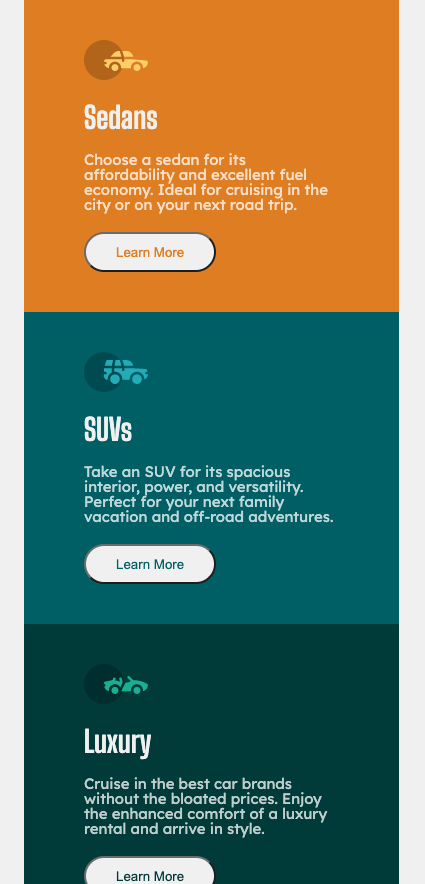 Sedans
Choose a sedan for its
affordability and excellent fuel
economy. Ideal for cruising in the
city or on your next road trip.
Learn More
SUVs
Take an SUV for its spacious
interior, power, and versatility.
Perfect for your next family
vacation and off-road adventures.
Learn More
Luxury
Cruise in the best car brands
without the bloated prices. Enjoy
the enhanced comfort of a luxury
rental and arrive in style.
Learn More